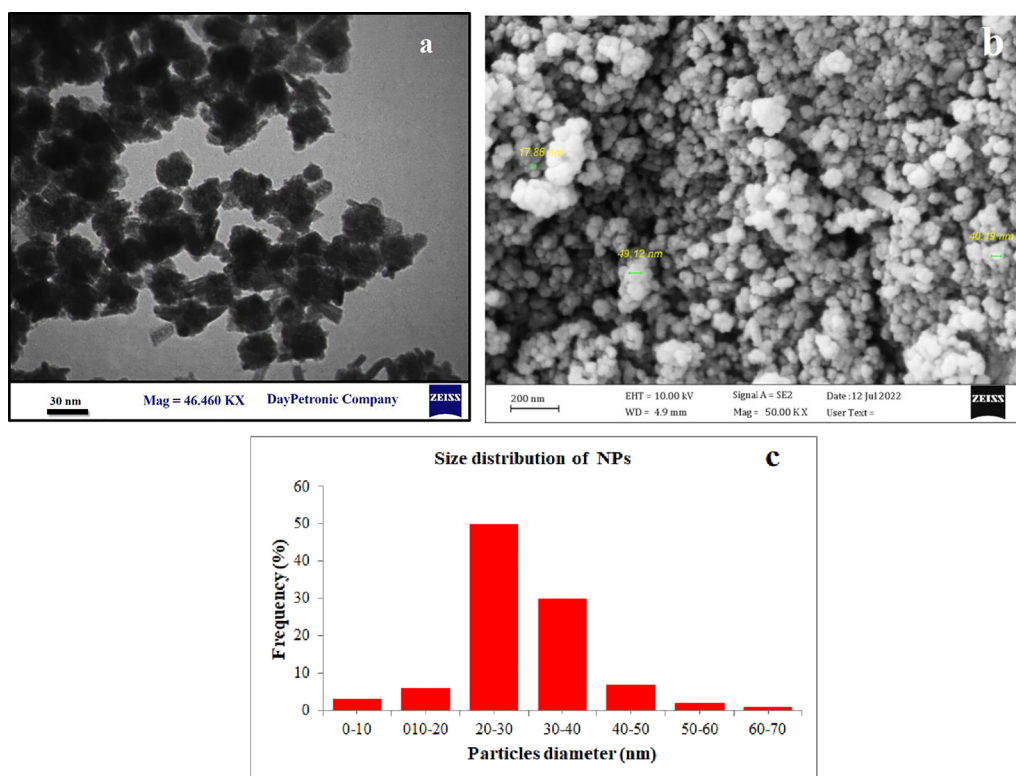 a
30 nm
Mag = 46.460 KX
DayPetronic Company
ZEISS
b
17.86 nm
49.12 nm
40.19 nm
200 nm
EHT = 10.00 kV
WD = 4.9 mm
Signal A = SE2
Mag = 50.00 K X
Date :12 Jul 2022
User Text =
ZEISS
Size distribution of NPs
c
Frequency (%)
60
50
40
30
20
10
0
0-10
010-20
20-30
30-40
40-50
50-60
60-70
Particles diameter (nm)